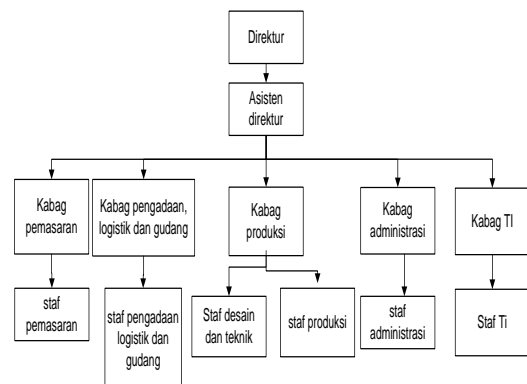 Direktur
Asisten
direktur
Kabag
pemasaran
Kabag pengadaan,
logistik dan gudang
Kabag
produksi
Kabag
administrasi
Kabag TI
staf
pemasaran
staf pengadaan
logistik dan
gudang
Staf desain
dan teknik
staf produksi
staf
administrasi
Staf Ti